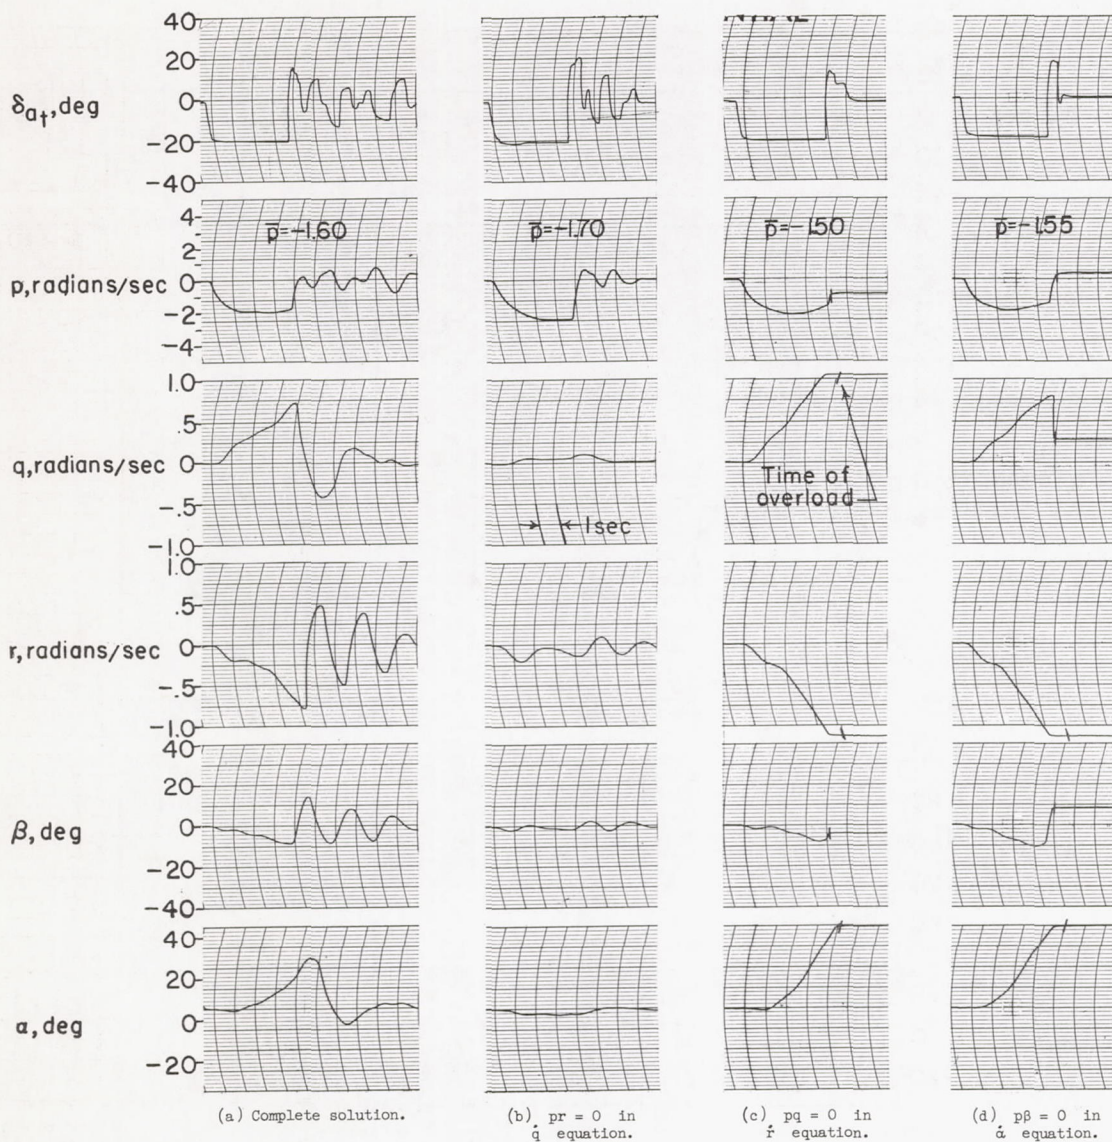 40
20
0
-20
-40
δat, deg
4
2
0
-2
-4
p, radians/sec
p̄=-1.60
p̄=-1.70
p̄=-1.50
p̄=-1.55
1.0
.5
0
-.5
-1.0
q, radians/sec
1 sec
Time of
overload
1.0
.5
0
-.5
-1.0
r, radians/sec
40
20
0
-20
-40
β, deg
40
20
0
-20
α, deg
(a) Complete solution.
(b) pr = 0 in
q̇ equation.
(c) pq = 0 in
ṙ equation.
(d) pβ = 0 in
α̇ equation.